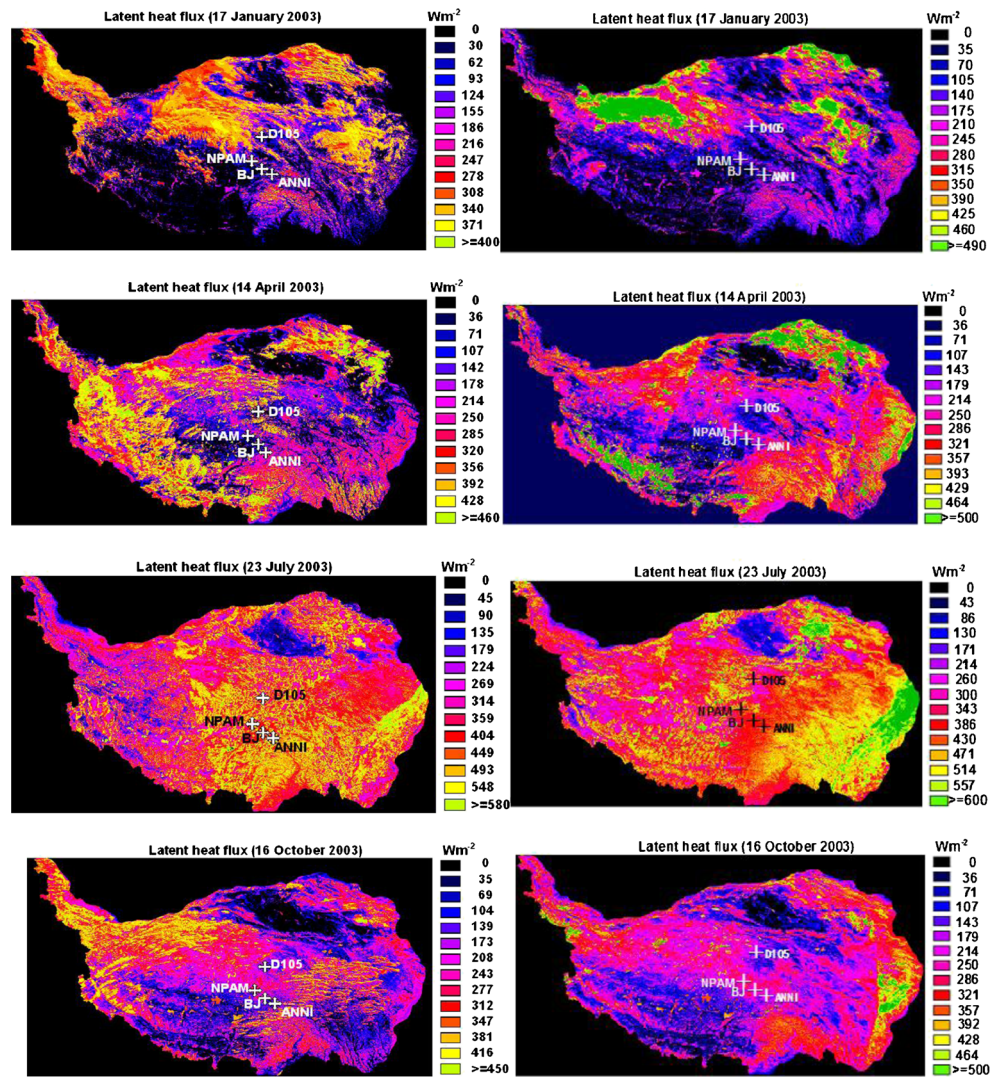 Latent heat flux (17 January 2003)
Wm-2
0
30
62
93
124
155
186
216
247
278
308
340
371
>=400
D105
NPAM
BJ
ANNI
Latent heat flux (17 January 2003)
Wm-2
0
35
70
105
140
175
210
245
280
315
350
390
425
460
>=490
D105
NPAM
BJ
ANNI
Latent heat flux (14 April 2003)
Wm-2
0
36
71
107
142
178
214
250
285
320
356
392
428
>=460
D105
NPAM
BJ
ANNI
Latent heat flux (14 April 2003)
Wm-2
0
36
71
107
143
179
214
250
286
321
357
393
429
464
>=500
D105
NPAM
BJ
ANNI
Latent heat flux (23 July 2003)
Wm-2
0
45
90
135
179
224
269
314
359
404
449
493
548
>=580
D105
NPAM
BJ
ANNI
Latent heat flux (23 July 2003)
Wm-2
0
43
86
130
171
214
260
300
343
386
430
471
514
557
>=600
D105
NPAM
BJ
ANNI
Latent heat flux (16 October 2003)
Wm-2
0
35
69
104
139
173
208
243
277
312
347
381
416
>=450
D105
NPAM
BJ
ANNI
Latent heat flux (16 October 2003)
Wm-2
0
36
71
107
143
179
214
250
286
321
357
392
428
464
>=500
D105
NPAM
BJ
ANNI